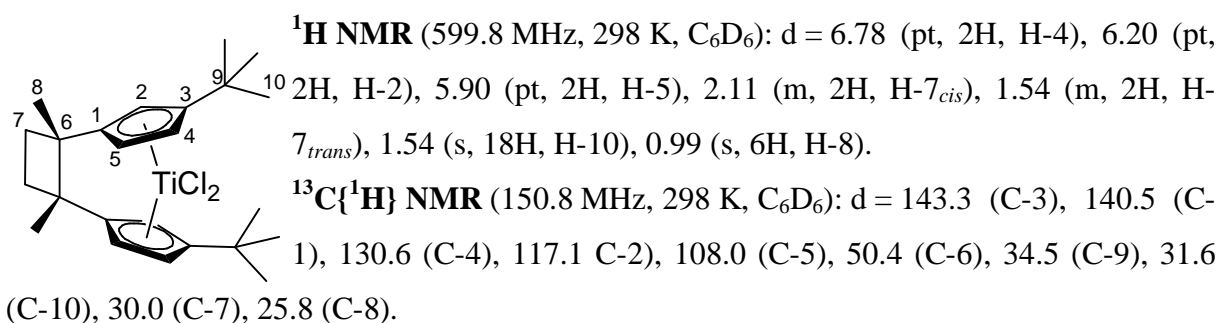 ¹H NMR (599.8 MHz, 298 K, C₆D₆): d = 6.78 (pt, 2H, H-4), 6.20 (pt,
2H, H-2), 5.90 (pt, 2H, H-5), 2.11 (m, 2H, H-7cis), 1.54 (m, 2H, H-
7trans), 1.54 (s, 18H, H-10), 0.99 (s, 6H, H-8).
¹³C{¹H} NMR (150.8 MHz, 298 K, C₆D₆): d = 143.3 (C-3), 140.5 (C-
1), 130.6 (C-4), 117.1 C-2), 108.0 (C-5), 50.4 (C-6), 34.5 (C-9), 31.6
(C-10), 30.0 (C-7), 25.8 (C-8).
8
9
10
2
3
7
6
1
4
5
TiCl₂